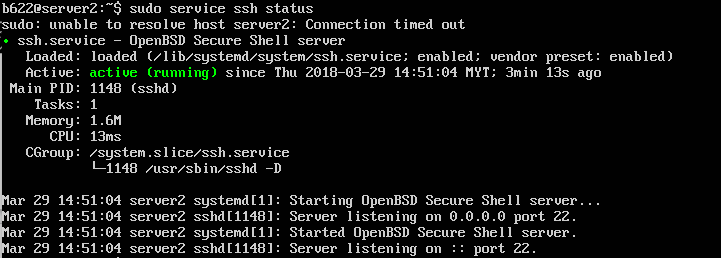 b622@server2:~$ sudo service ssh status
sudo: unable to resolve host server2: Connection timed out
● ssh.service - OpenBSD Secure Shell server
   Loaded: loaded (/lib/systemd/system/ssh.service; enabled; vendor preset: enabled)
   Active: active (running) since Thu 2018-03-29 14:51:04 MYT; 3min 13s ago
 Main PID: 1148 (sshd)
    Tasks: 1
   Memory: 1.6M
      CPU: 13ms
   CGroup: /system.slice/ssh.service
           └─1148 /usr/sbin/sshd -D

Mar 29 14:51:04 server2 systemd[1]: Starting OpenBSD Secure Shell server...
Mar 29 14:51:04 server2 sshd[1148]: Server listening on 0.0.0.0 port 22.
Mar 29 14:51:04 server2 systemd[1]: Started OpenBSD Secure Shell server.
Mar 29 14:51:04 server2 sshd[1148]: Server listening on :: port 22.